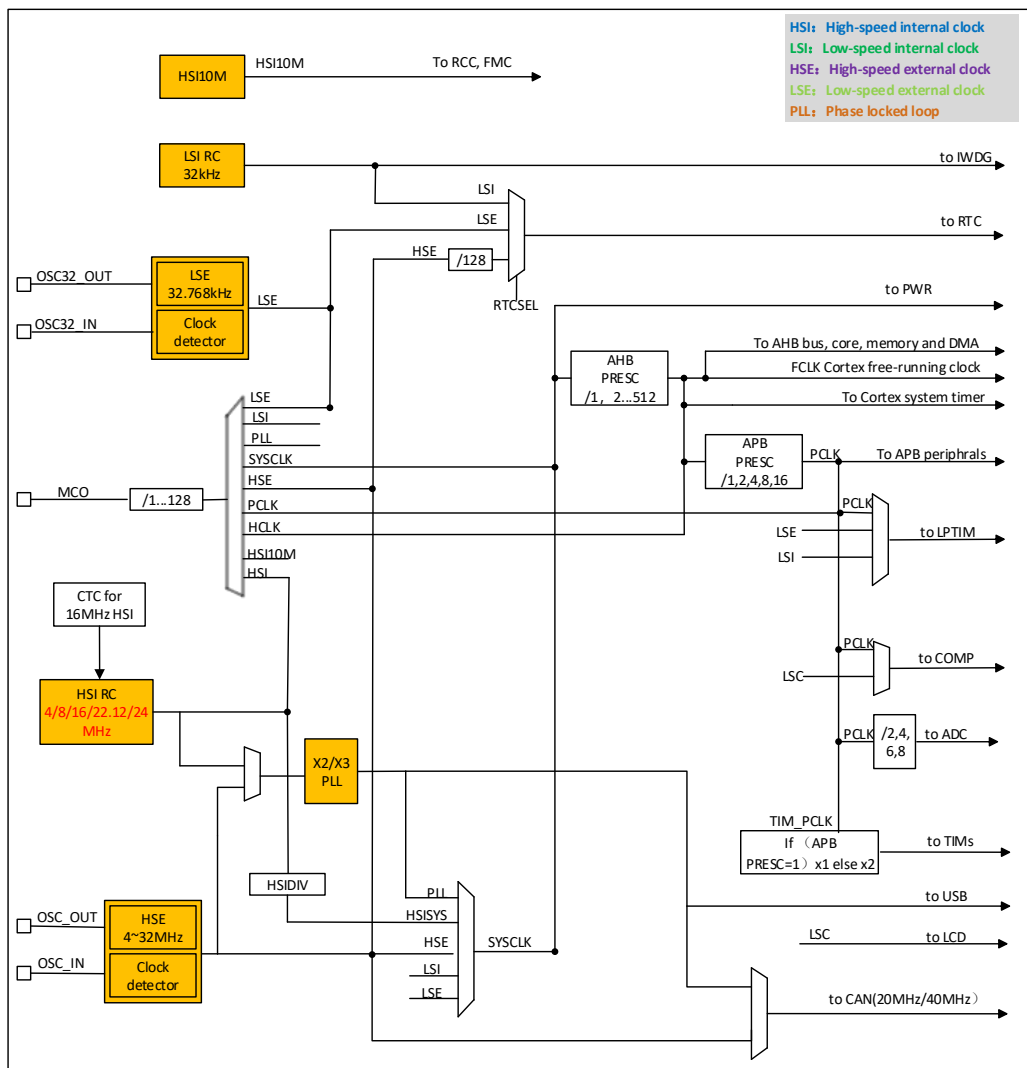 HSI： High-speed internal clock
LSI： Low-speed internal clock
HSE： High-speed external clock
LSE： Low-speed external clock
PLL： Phase locked loop
HSI10M
HSI10M
To RCC, FMC
LSI RC
32kHz
to IWDG
LSI
LSE
HSE
/128
RTCSEL
to RTC
OSC32_OUT
OSC32_IN
LSE
32.768kHz
Clock
detector
LSE
to PWR
AHB
PRESC
/1， 2...512
To AHB bus, core, memory and DMA
FCLK Cortex free-running clock
To Cortex system timer
APB
PRESC
/1,2,4,8,16
PCLK
To APB periphrals
MCO
/1...128
LSE
LSI
PLL
SYSCLK
HSE
PCLK
HCLK
HSI10M
HSI
PCLK
LSE
LSI
to LPTIM
CTC for
16MHz HSI
HSI RC
4/8/16/22.12/24
MHz
PCLK
LSC
to COMP
PCLK
/2,4,
6,8
to ADC
X2/X3
PLL
TIM_PCLK
If （APB
PRESC=1）x1 else x2
to TIMs
HSIDIV
OSC_OUT
OSC_IN
HSE
4~32MHz
Clock
detector
PLL
HSISYS
HSE
LSI
LSE
SYSCLK
to USB
LSC
to LCD
to CAN(20MHz/40MHz）